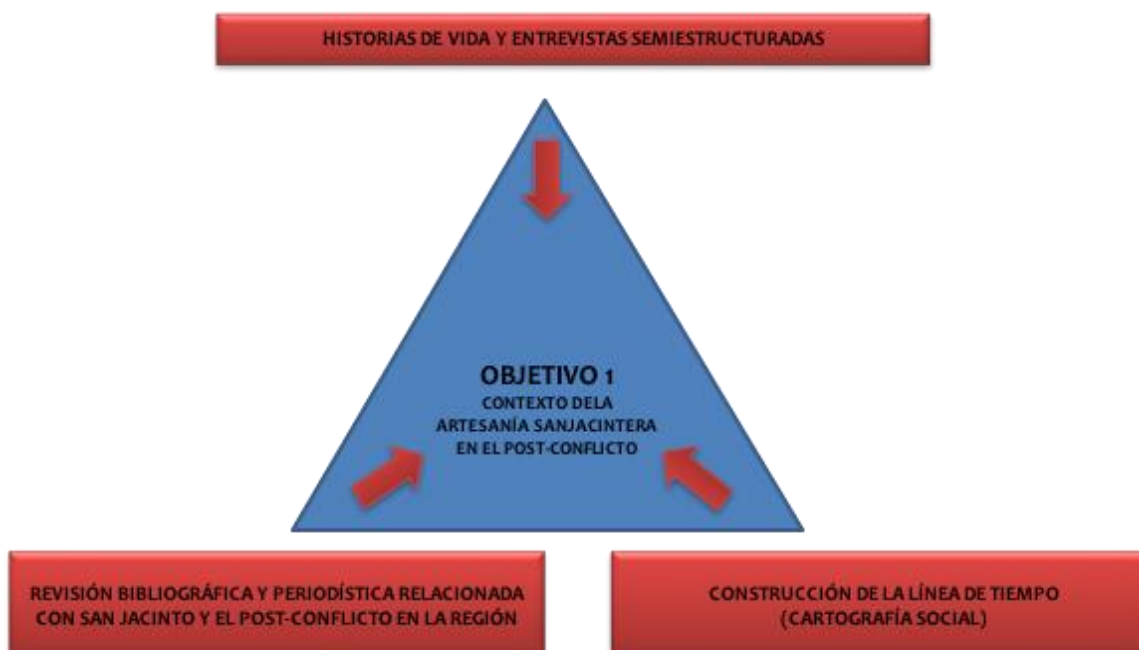 HISTORIAS DE VIDA Y ENTREVISTAS SEMIESTRUCTURADAS
OBJETIVO 1
CONTEXTO DELA
ARTESANÍA SANJACINTERA
EN EL POST-CONFLICTO
REVISIÓN BIBLIOGRÁFICA Y PERIODÍSTICA RELACIONADA
CON SAN JACINTO Y EL POST-CONFLICTO EN LA REGIÓN
CONSTRUCCIÓN DE LA LÍNEA DE TIEMPO
(CARTOGRAFÍA SOCIAL)